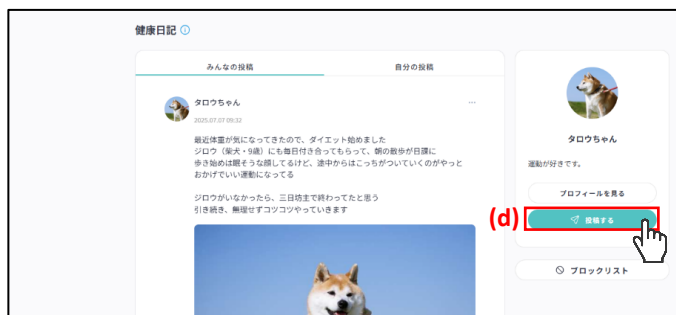 健康日記
みんなの投稿
自分の投稿
タロウちゃん
2025.07.07 09:32
最近体重が気になってきたので、ダイエット始めました
ジロウ（柴犬・9歳）にも毎日付き合ってもらって、朝の散歩が日課に
歩き始めは眠そうな顔してるけど、途中からはこっちがついていくのがやっと
おかげでいい運動になってる
ジロウがいなかったら、三日坊主で終わってたと思う
引き続き、無理せずコツコツやっていきます
タロウちゃん
運動が好きです。
プロフィールを見る
(d)
投稿する
ブロックリスト